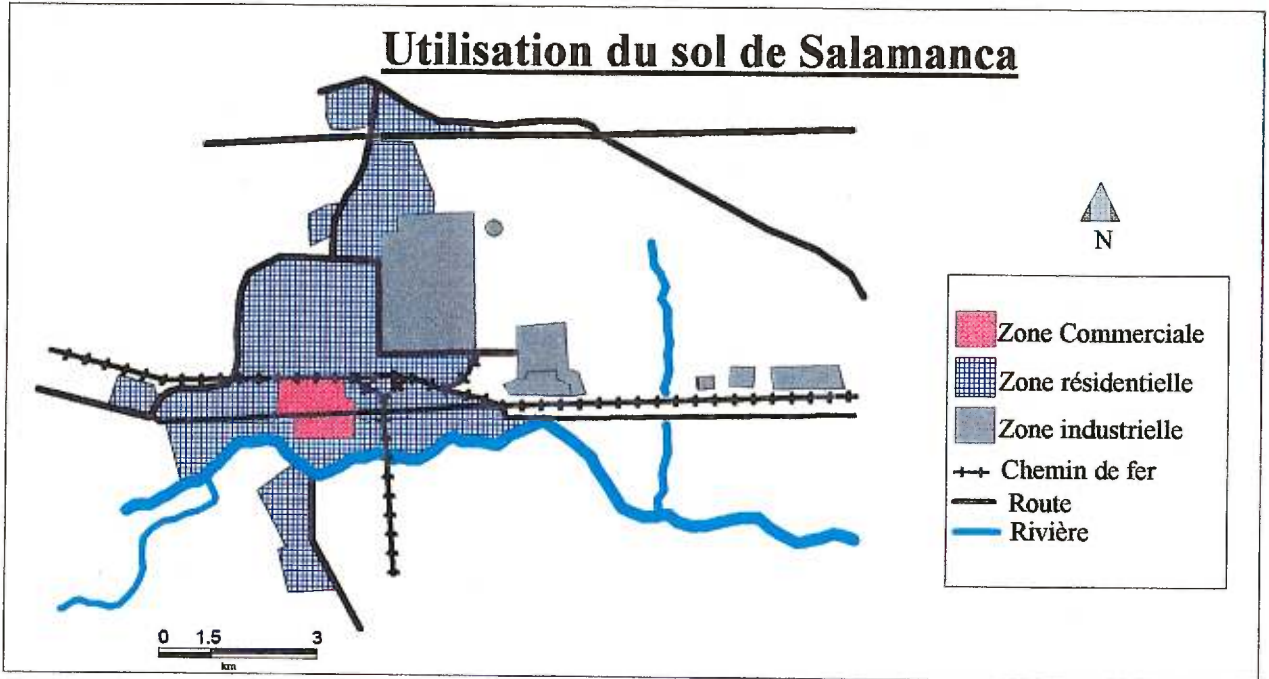 Utilisation du sol de Salamanca
N
Zone Commerciale
Zone résidentielle
Zone industrielle
Chemin de fer
Route
Rivière
0 1.5 3
km